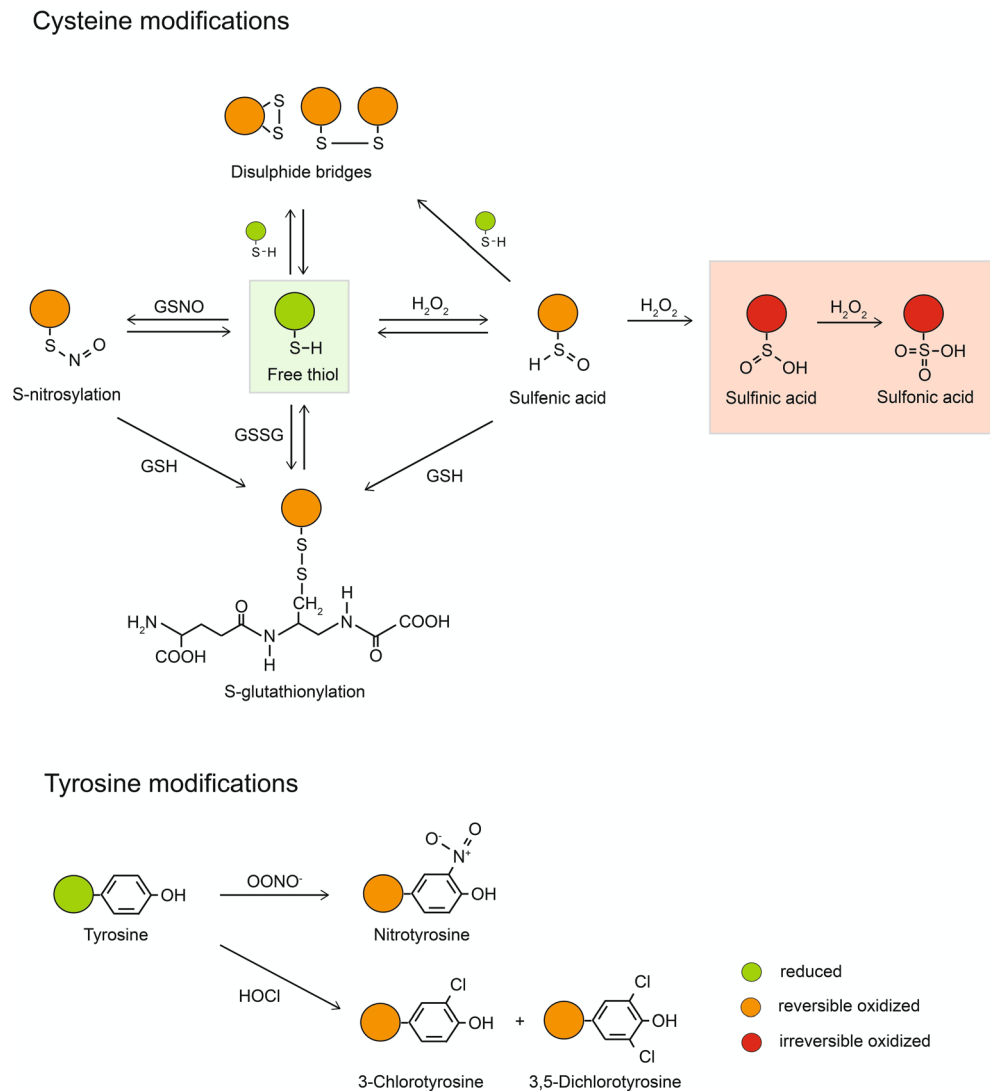 Cysteine modifications
S
S
S
S
Disulphide bridges
S-H
S-H
GSNO
H₂O₂
H₂O₂
H₂O₂
S
N
O
S-nitrosylation
S-H
Free thiol
H
S
O
Sulfenic acid
S
O
OH
Sulfinic acid
O=S-OH
O
Sulfonic acid
GSSG
GSH
GSH
S
S
CH₂
H
H₂N
O
N
COOH
COOH
N
H
O
S-glutathionylation
Tyrosine modifications
O⁻
O
N⁺
OH
OONO⁻
OH
Tyrosine
Nitrotyrosine
HOCl
Cl
OH
+
Cl
OH
Cl
3-Chlorotyrosine
3,5-Dichlorotyrosine
reduced
reversible oxidized
irreversible oxidized